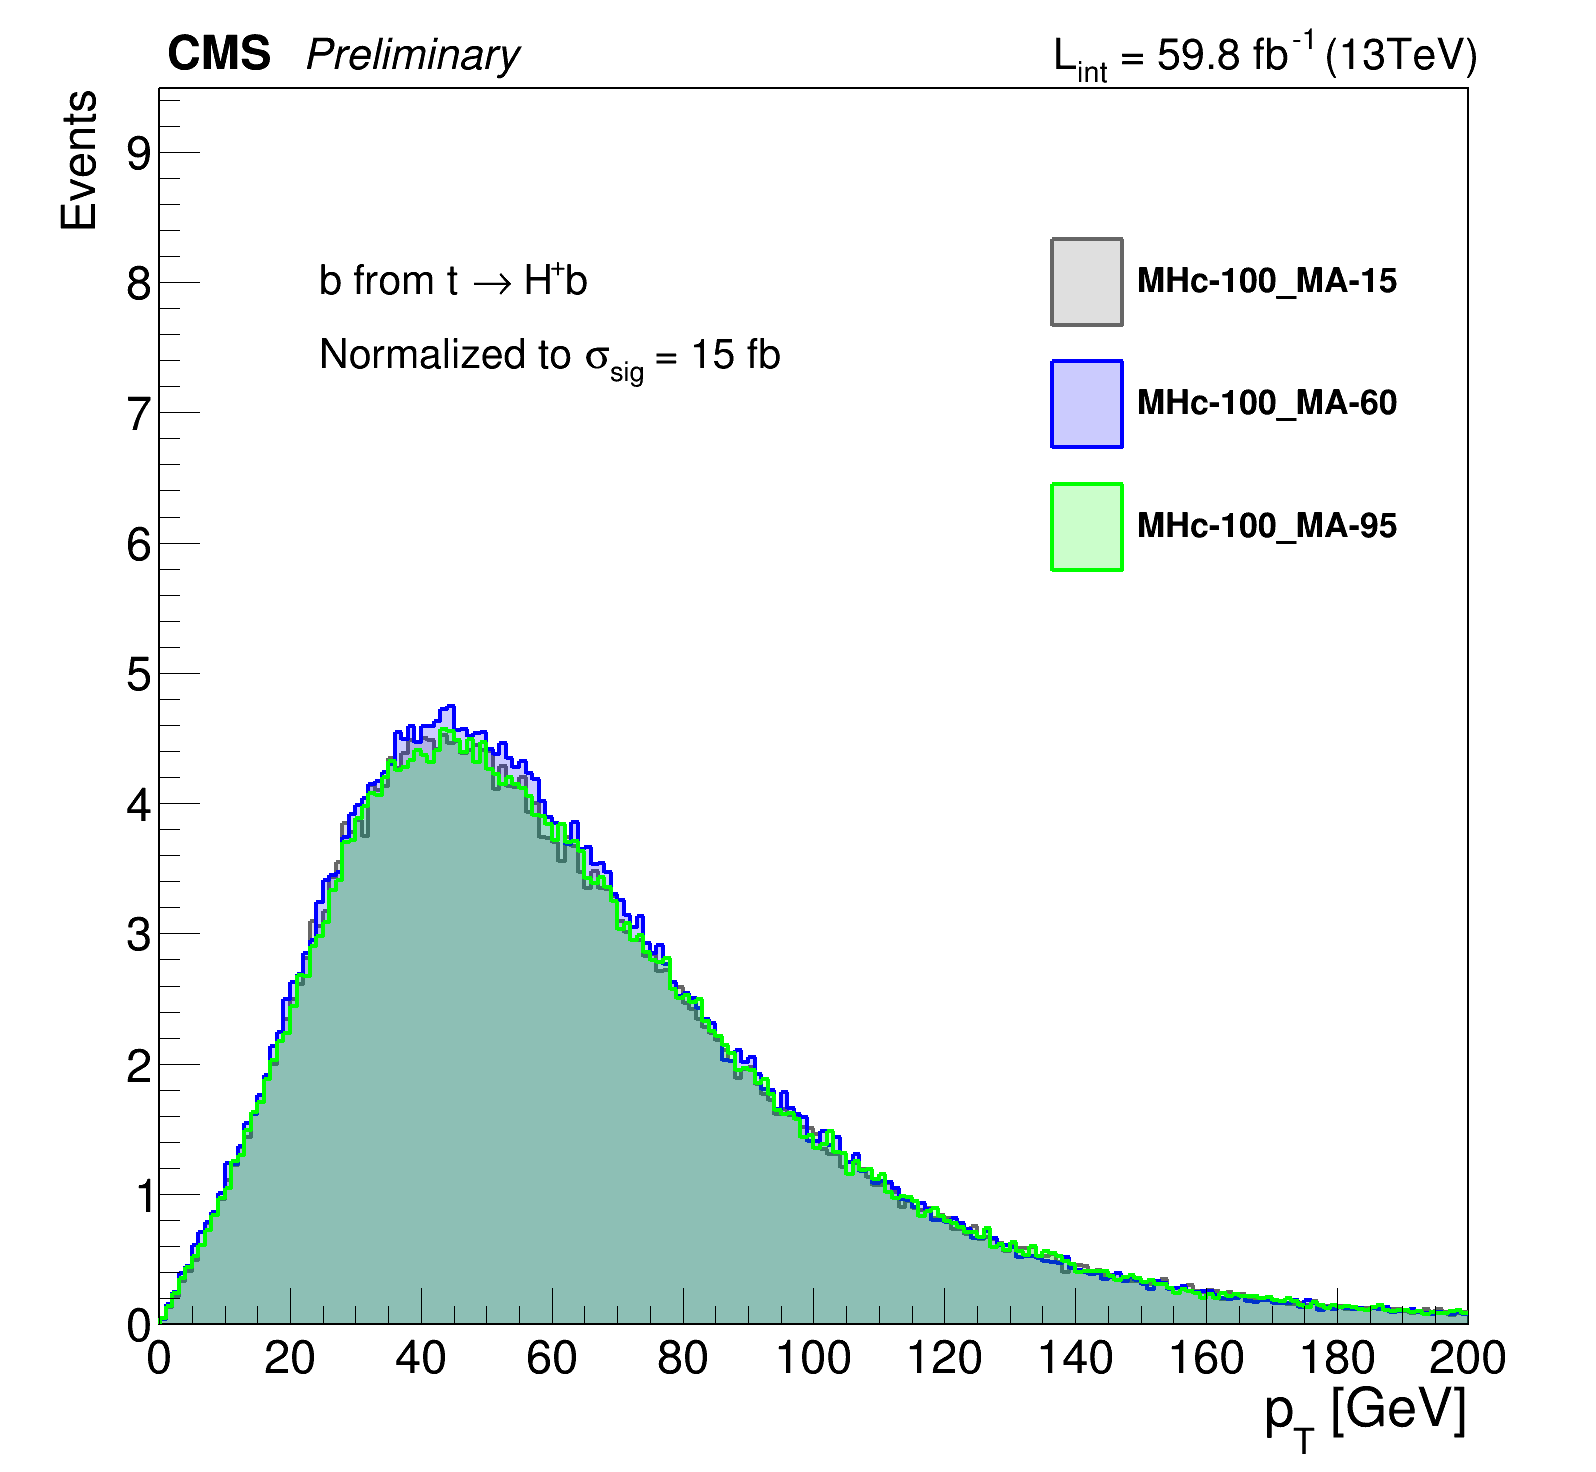 CMS Preliminary
L_int = 59.8 fb^-1 (13TeV)
Events
9
8
7
6
5
4
3
2
1
0
b from t → H⁺b
Normalized to σ_sig = 15 fb
MHc-100_MA-15
MHc-100_MA-60
MHc-100_MA-95
0 20 40 60 80 100 120 140 160 180 200
p_T [GeV]